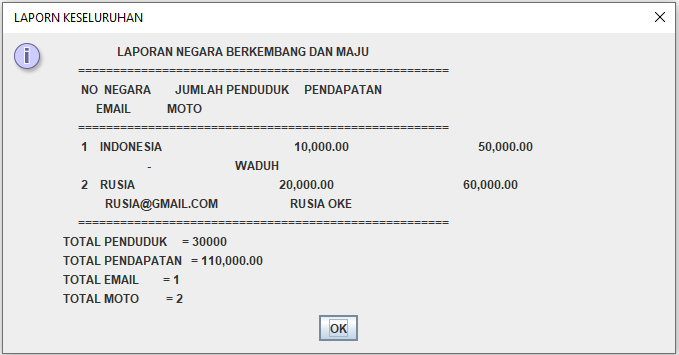 LAPORN KESELURUHAN
LAPORAN NEGARA BERKEMBANG DAN MAJU
=====================================================
NO NEGARA JUMLAH PENDUDUK PENDAPATAN
EMAIL MOTO
=====================================================
1 INDONESIA 10,000.00 50,000.00
- WADUH
2 RUSIA 20,000.00 60,000.00
RUSIA@GMAIL.COM RUSIA OKE
=====================================================
TOTAL PENDUDUK = 30000
TOTAL PENDAPATAN = 110,000.00
TOTAL EMAIL = 1
TOTAL MOTO = 2
OK